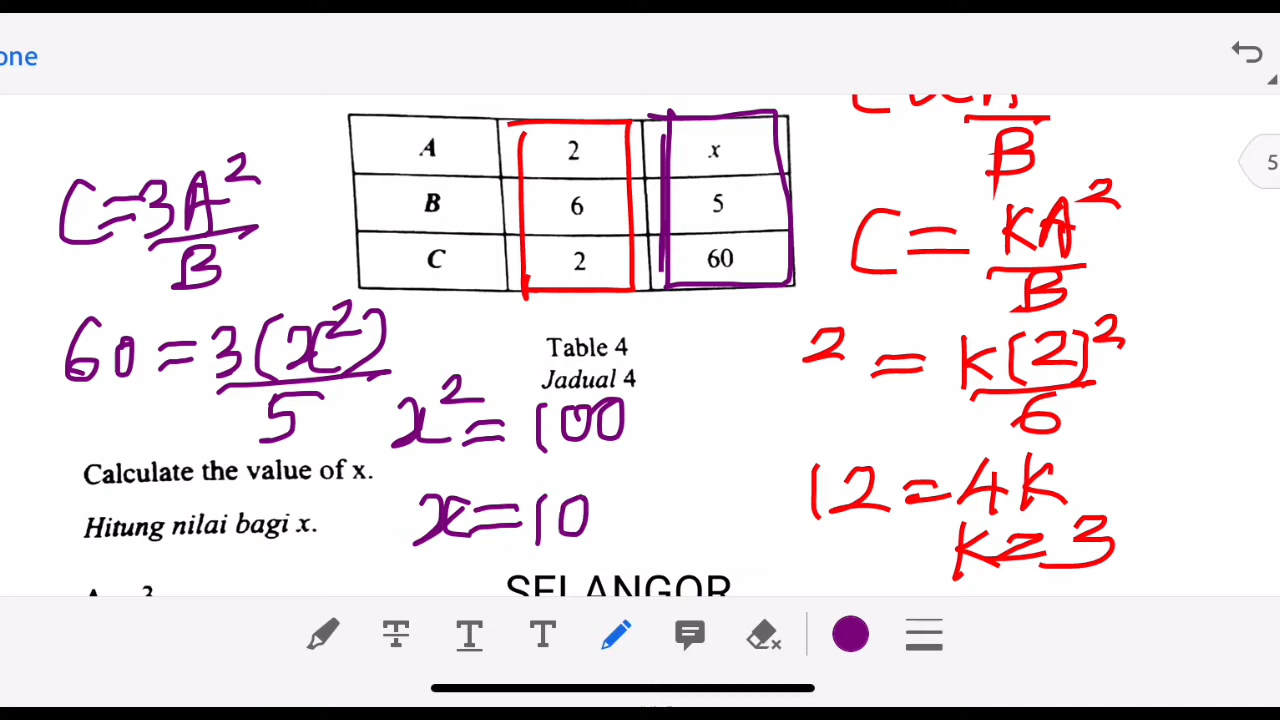 one
5
A 2 x
B 6 5
C 2 60
B
C = 3A²/B
C = KA²/B
60 = 3(x²)/5
2 = K(2)²/6
Table 4
Jadual 4
x² = 100
Calculate the value of x.
12 = 4K
x = 10
Hitung nilai bagi x.
K = 3
SELANGOR
T T T